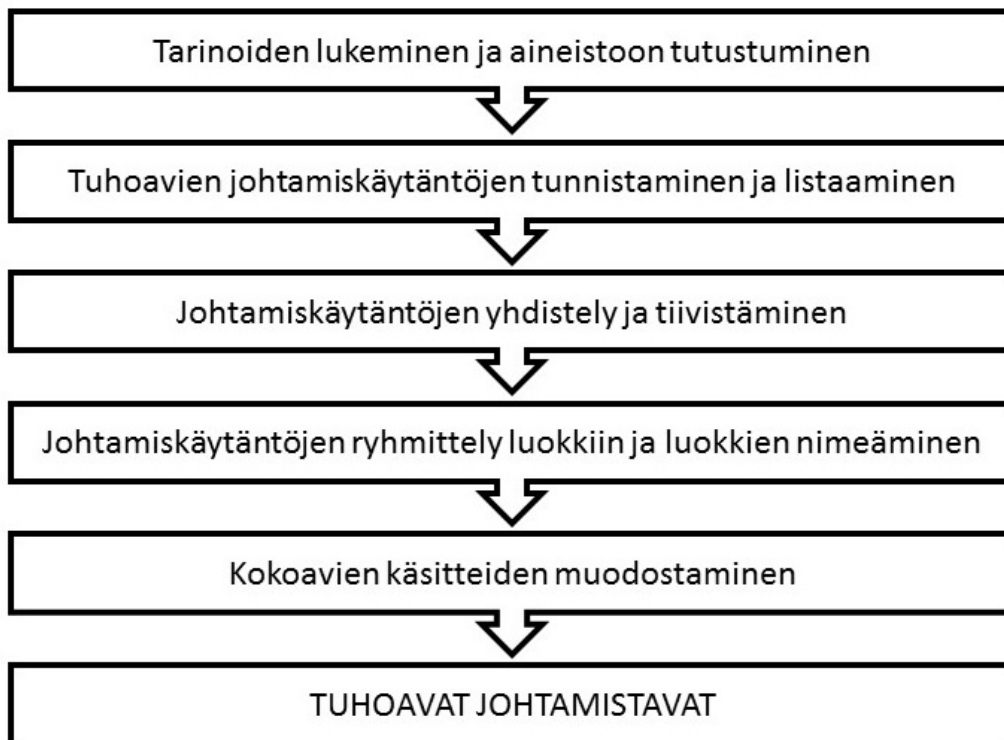 Tarinoiden lukeminen ja aineistoon tutustuminen
Tuhoavien johtamiskäytäntöjen tunnistaminen ja listaaminen
Johtamiskäytäntöjen yhdistely ja tiivistäminen
Johtamiskäytäntöjen ryhmittely luokkiin ja luokkien nimeäminen
Kokoavien käsitteiden muodostaminen
TUHOAVAT JOHTAMISTAVAT